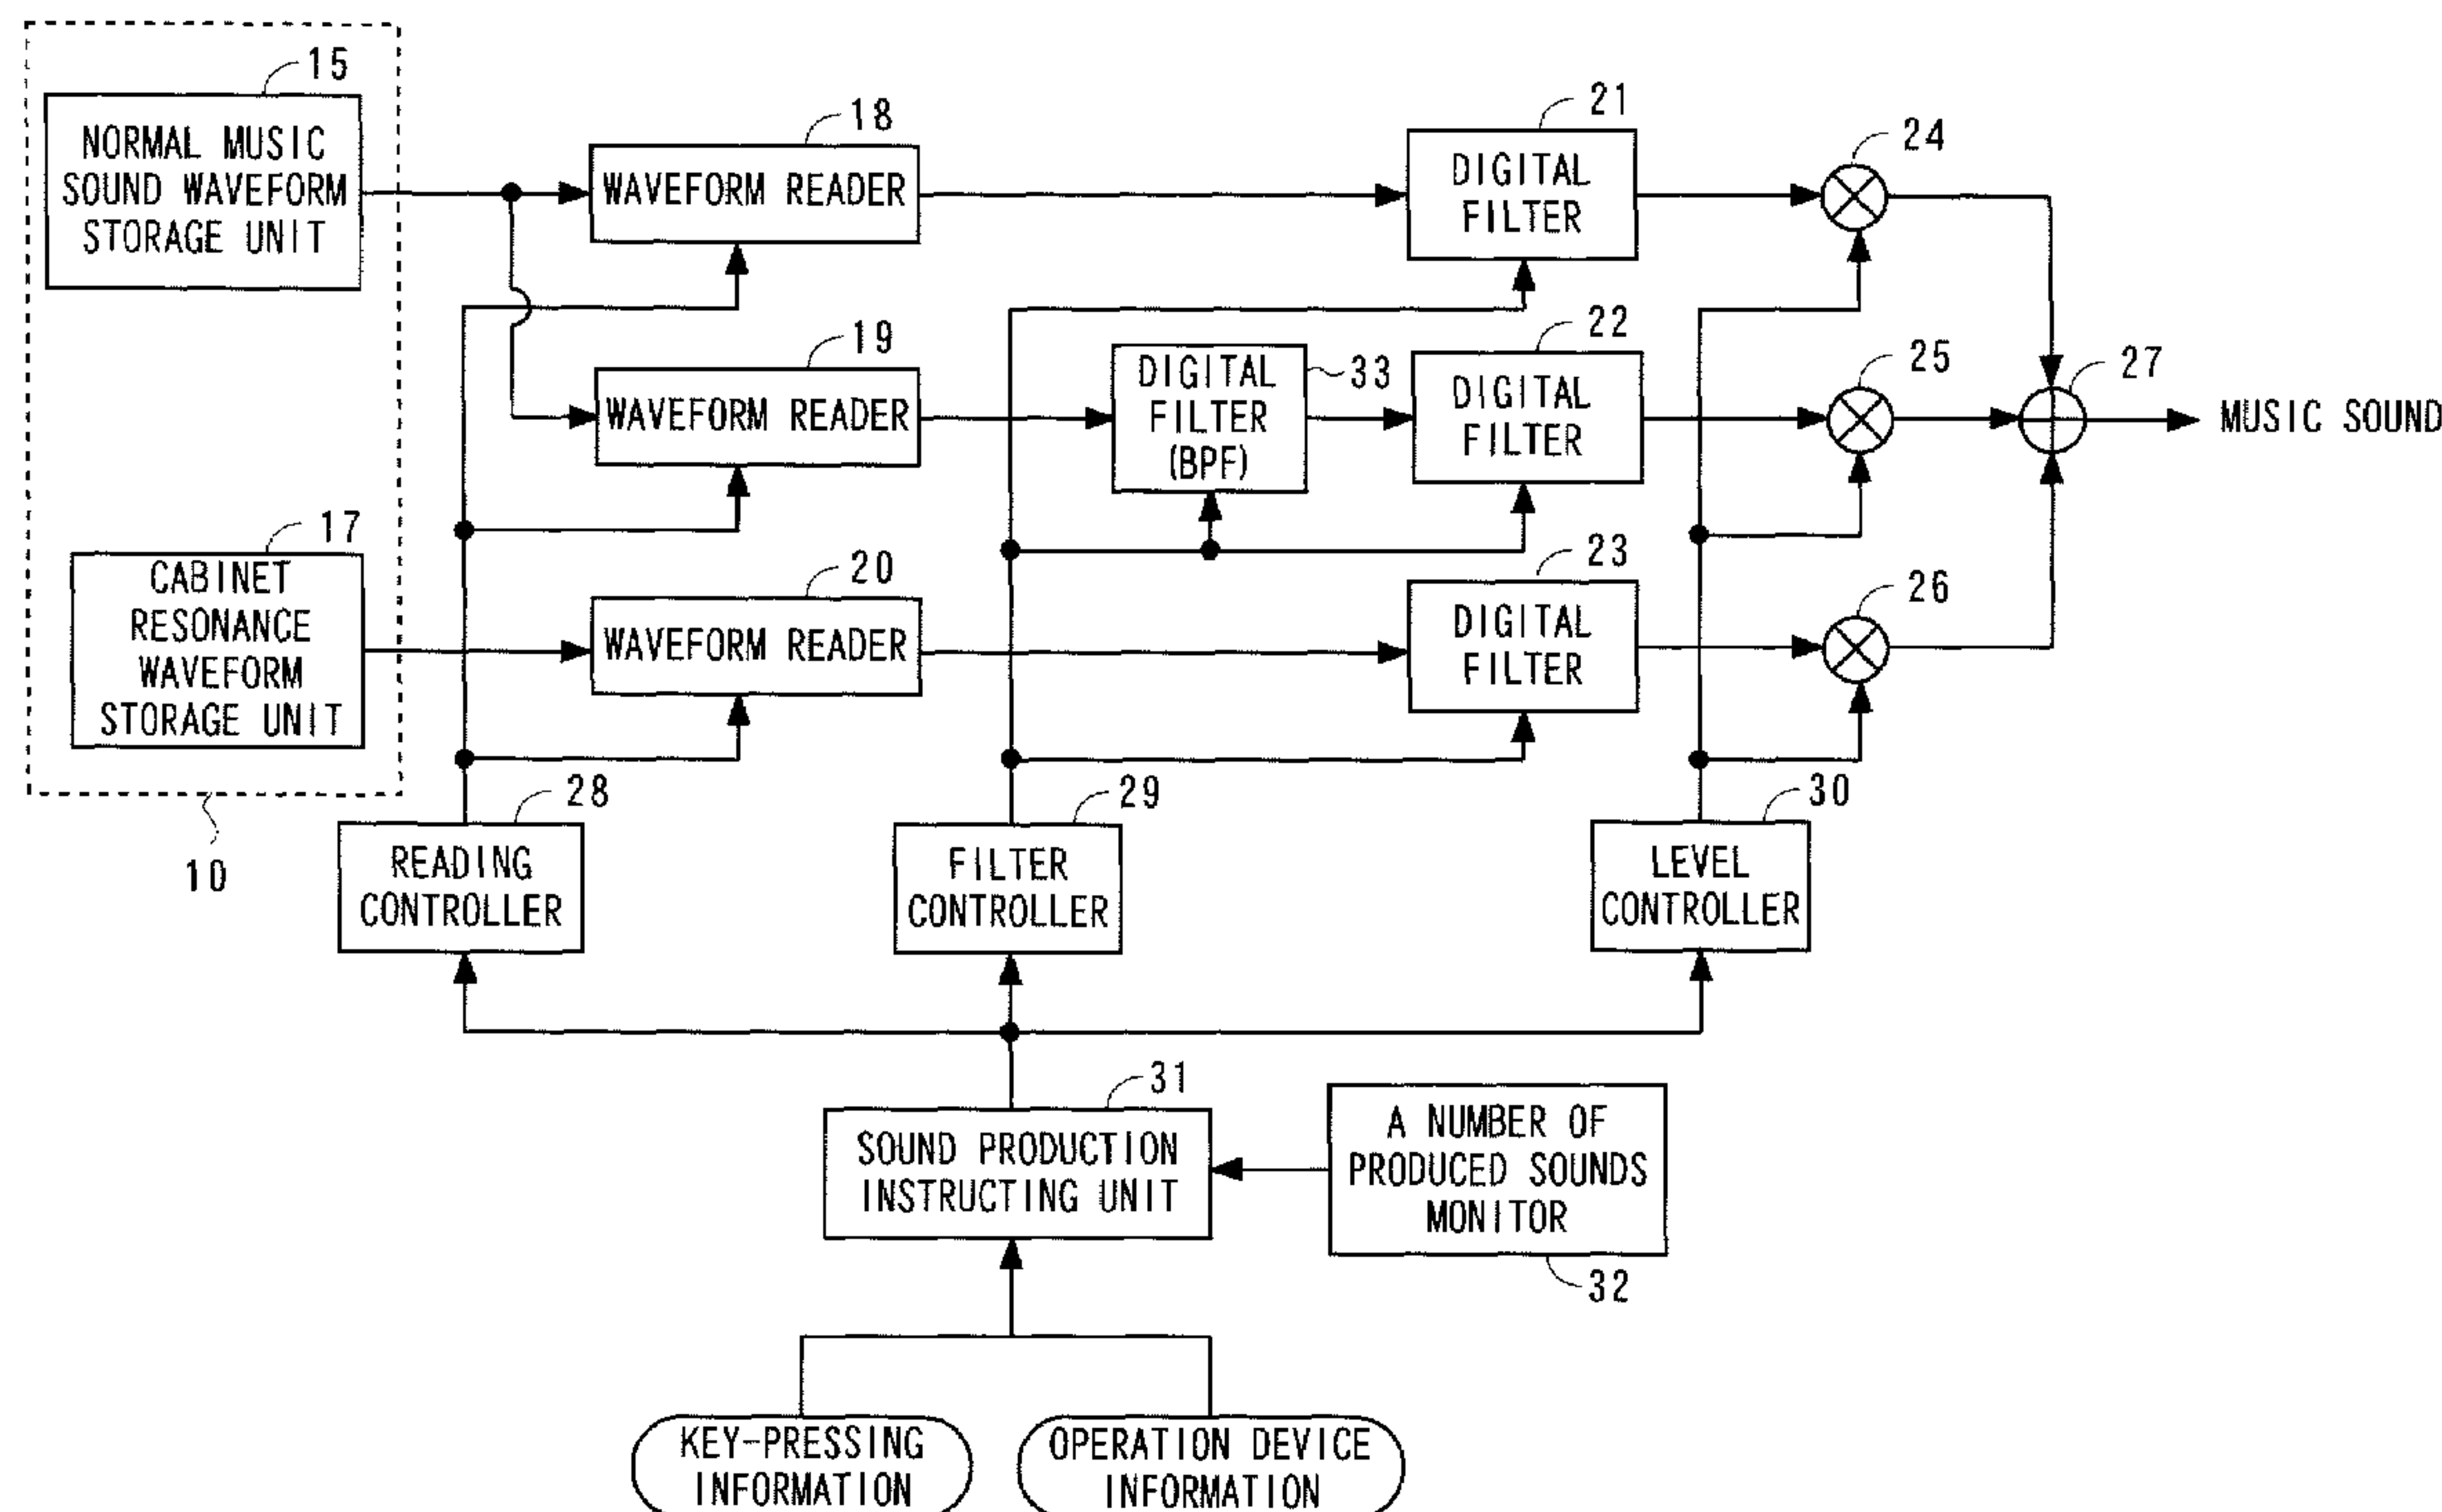 15
NORMAL MUSIC
SOUND WAVEFORM
STORAGE UNIT
18
WAVEFORM READER
21
DIGITAL
FILTER
24
19
WAVEFORM READER
DIGITAL
FILTER
(BPF)
33
22
DIGITAL
FILTER
25
27
MUSIC SOUND
17
CABINET
RESONANCE
WAVEFORM
STORAGE UNIT
20
WAVEFORM READER
23
DIGITAL
FILTER
26
10
28
READING
CONTROLLER
29
FILTER
CONTROLLER
30
LEVEL
CONTROLLER
31
SOUND PRODUCTION
INSTRUCTING UNIT
A NUMBER OF
PRODUCED SOUNDS
MONITOR
32
KEY-PRESSING
INFORMATION
OPERATION DEVICE
INFORMATION